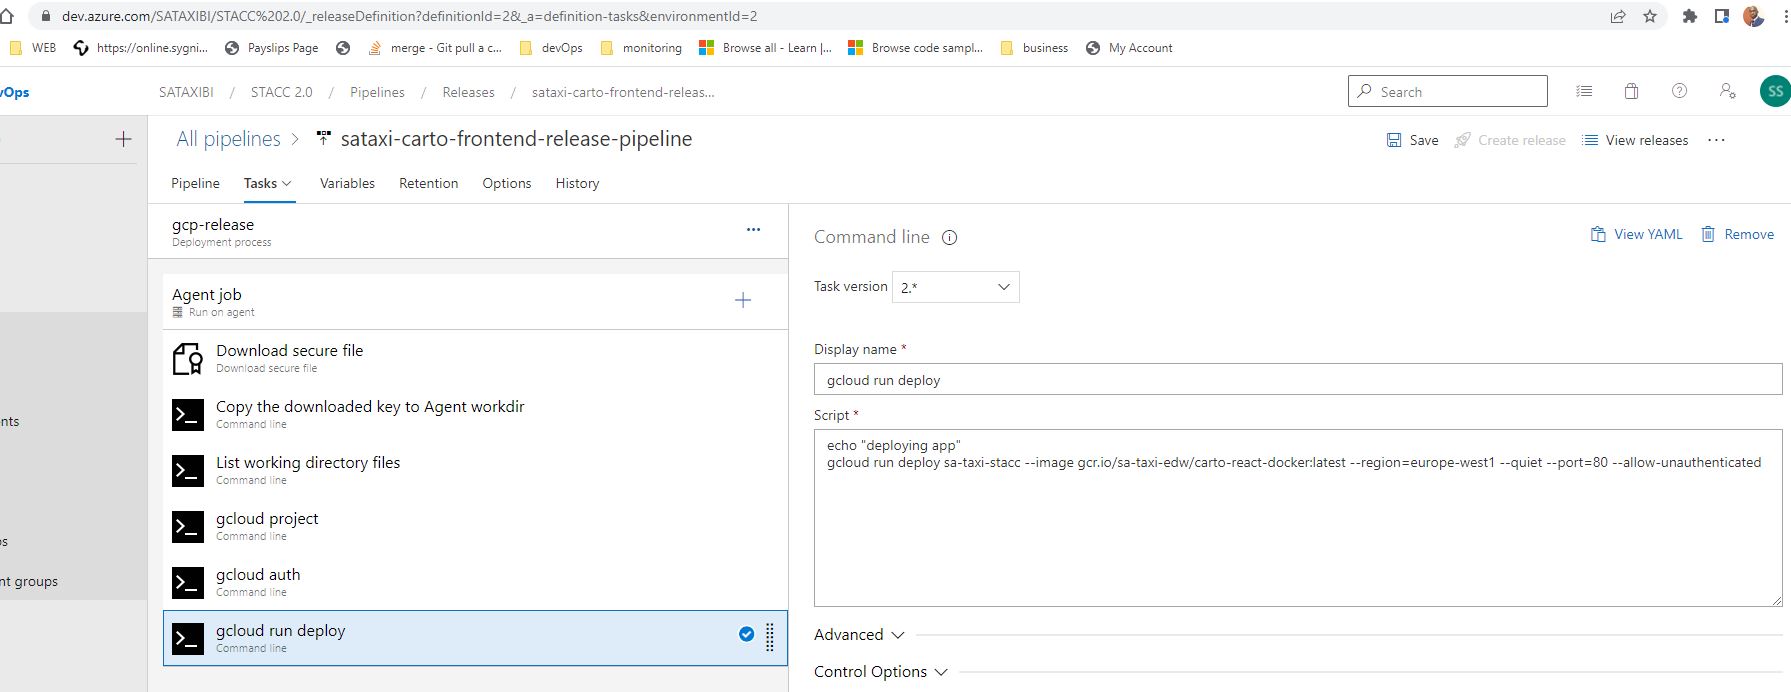 dev.azure.com/SATAXIBI/STACC%202.0/_releaseDefinition?definitionId=2&_a=definition-tasks&environmentId=2
WEB https://online.sygni... Payslips Page merge - Git pull a c... devOps monitoring Browse all - Learn |... Browse code sampl... business My Account
vOps SATAXIBI / STACC 2.0 / Pipelines / Releases / sataxi-carto-frontend-releas... Search SS
All pipelines > sataxi-carto-frontend-release-pipeline Save Create release View releases ...
Pipeline Tasks Variables Retention Options History
gcp-release
Deployment process
Agent job
Run on agent
Download secure file
Download secure file
Copy the downloaded key to Agent workdir
Command line
List working directory files
Command line
gcloud project
Command line
gcloud auth
Command line
gcloud run deploy
Command line
nts
os
nt groups
Command line View YAML Remove
Task version 2.*
Display name *
gcloud run deploy
Script *
echo "deploying app"
gcloud run deploy sa-taxi-stacc --image gcr.io/sa-taxi-edw/carto-react-docker:latest --region=europe-west1 --quiet --port=80 --allow-unauthenticated
Advanced
Control Options